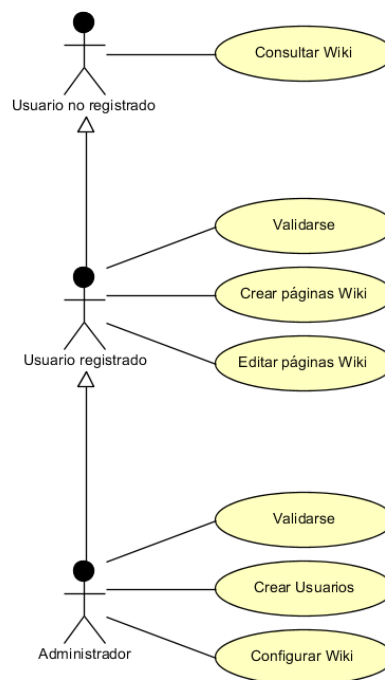 Consultar Wiki
Usuario no registrado
Validarse
Crear páginas Wiki
Editar páginas Wiki
Usuario registrado
Validarse
Crear Usuarios
Configurar Wiki
Administrador